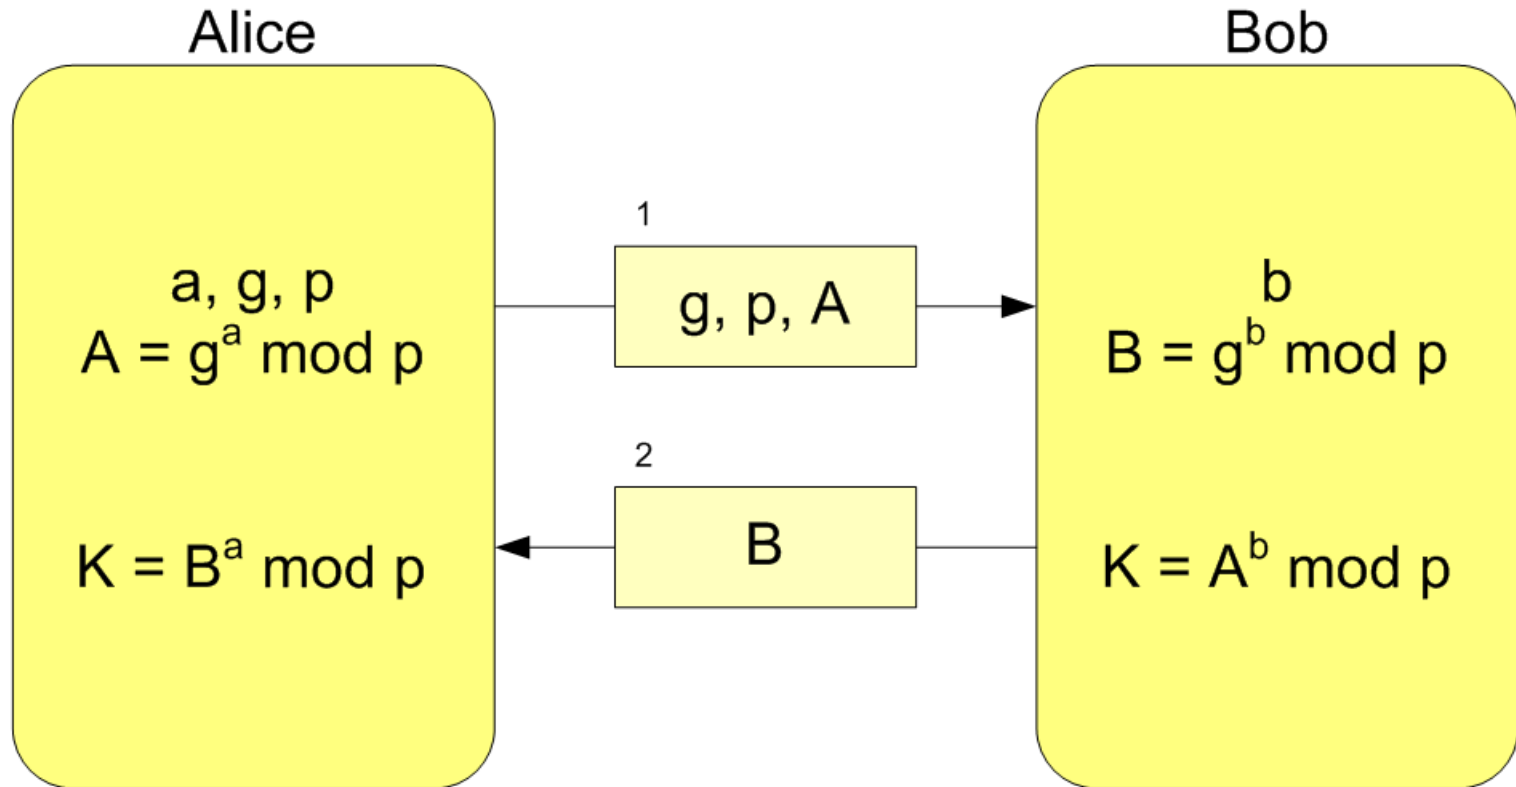 Alice
Bob
a, g, p
A = gᵃ mod p
K = Bᵃ mod p
1
g, p, A
2
B
b
B = gᵇ mod p
K = Aᵇ mod p